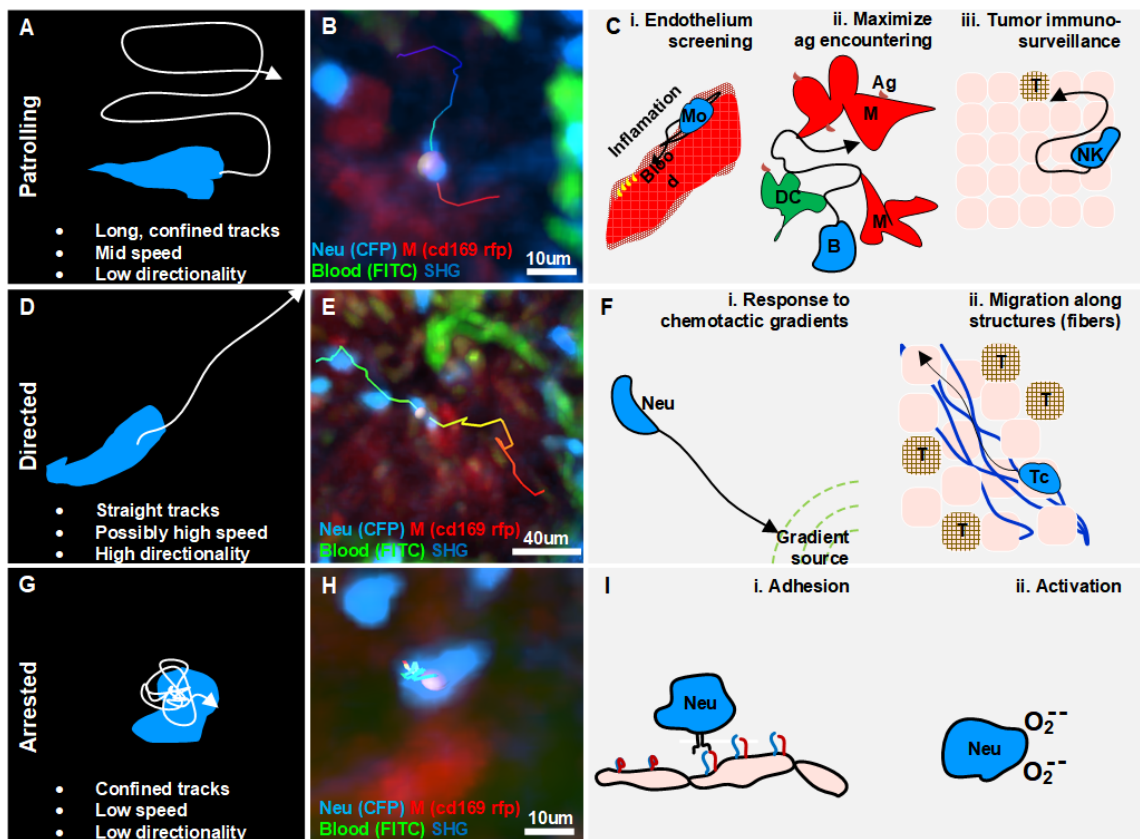 A
Patrolling
• Long, confined tracks
• Mid speed
• Low directionality
B
Neu (CFP) M (cd169 rfp)
Blood (FITC) SHG
10um
C
i. Endothelium
screening
Inflamation
Mo
Bloo
d
ii. Maximize
ag encountering
Ag
M
DC
M
B
iii. Tumor immuno-
surveillance
T
NK
D
Directed
• Straight tracks
• Possibly high speed
• High directionality
E
Neu (CFP) M (cd169 rfp)
Blood (FITC) SHG
40um
F
i. Response to
chemotactic gradients
Neu
Gradient
source
ii. Migration along
structures (fibers)
T
T
T
Tc
T
G
Arrested
• Confined tracks
• Low speed
• Low directionality
H
Neu (CFP) M (cd169 rfp)
Blood (FITC) SHG
10um
I
i. Adhesion
Neu
ii. Activation
Neu
O2--
O2--